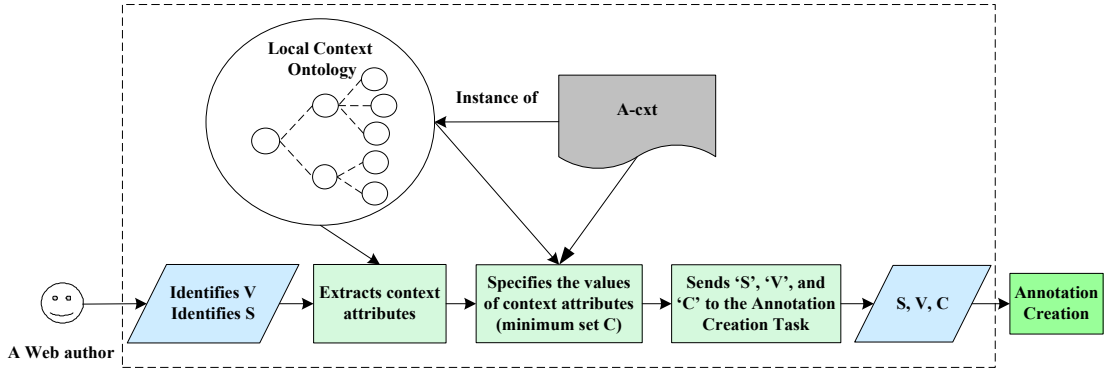 Local Context
Ontology
Instance of
A-cxt
Identifies V
Identifies S
Extracts context
attributes
Specifies the values
of context attributes
(minimum set C)
Sends ‘S’, ‘V’, and
‘C’ to the Annotation
Creation Task
S, V, C
Annotation
Creation
A Web author